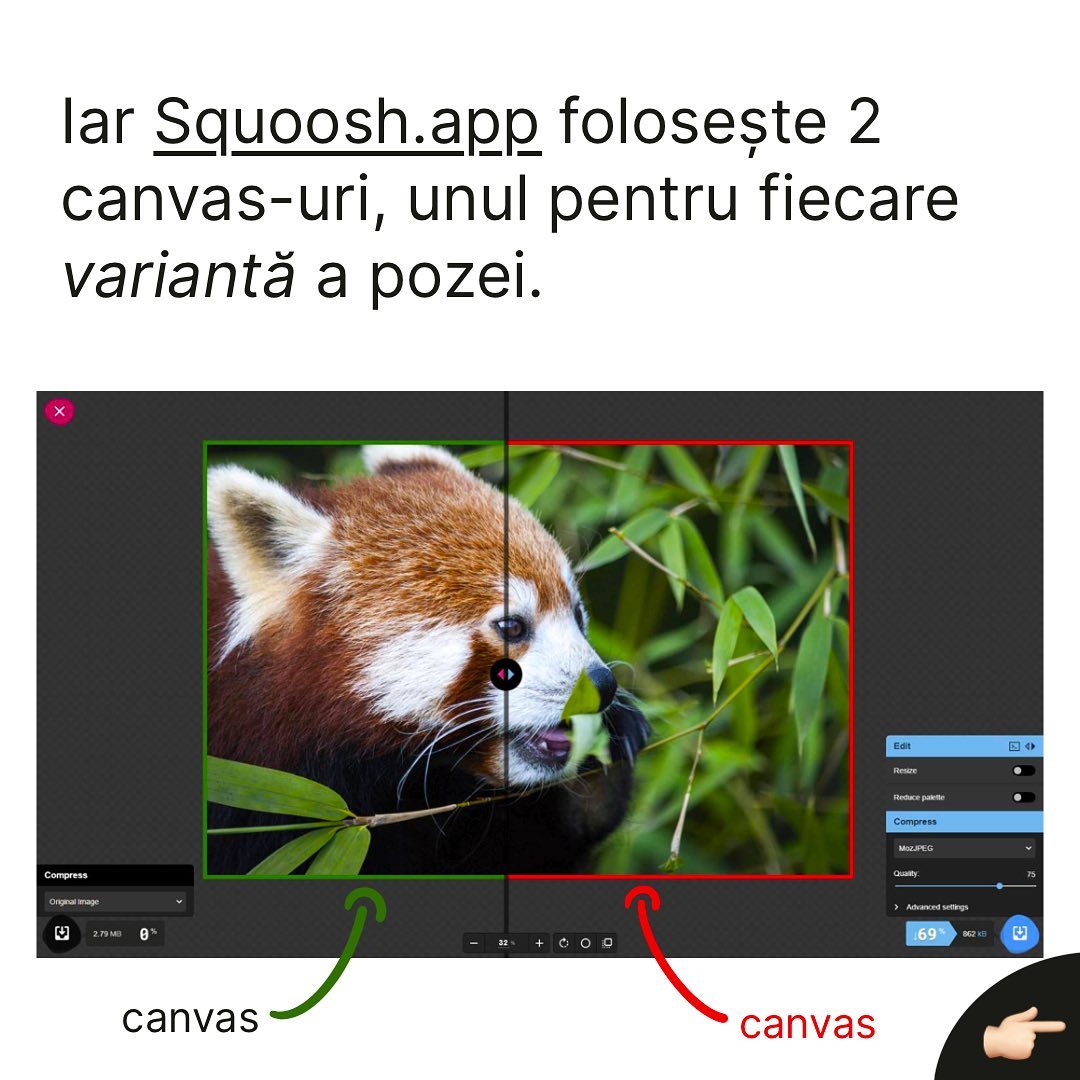 Iar Squoosh.app folosește 2
canvas-uri, unul pentru fiecare
variantă a pozei.
Edit
Resize
Reduce palette
Compress
MozJPEG
Quality: 75
Advanced settings
Compress
Original Image
2.79 MB 0%
32 %
↓69% 862 kB
canvas
canvas